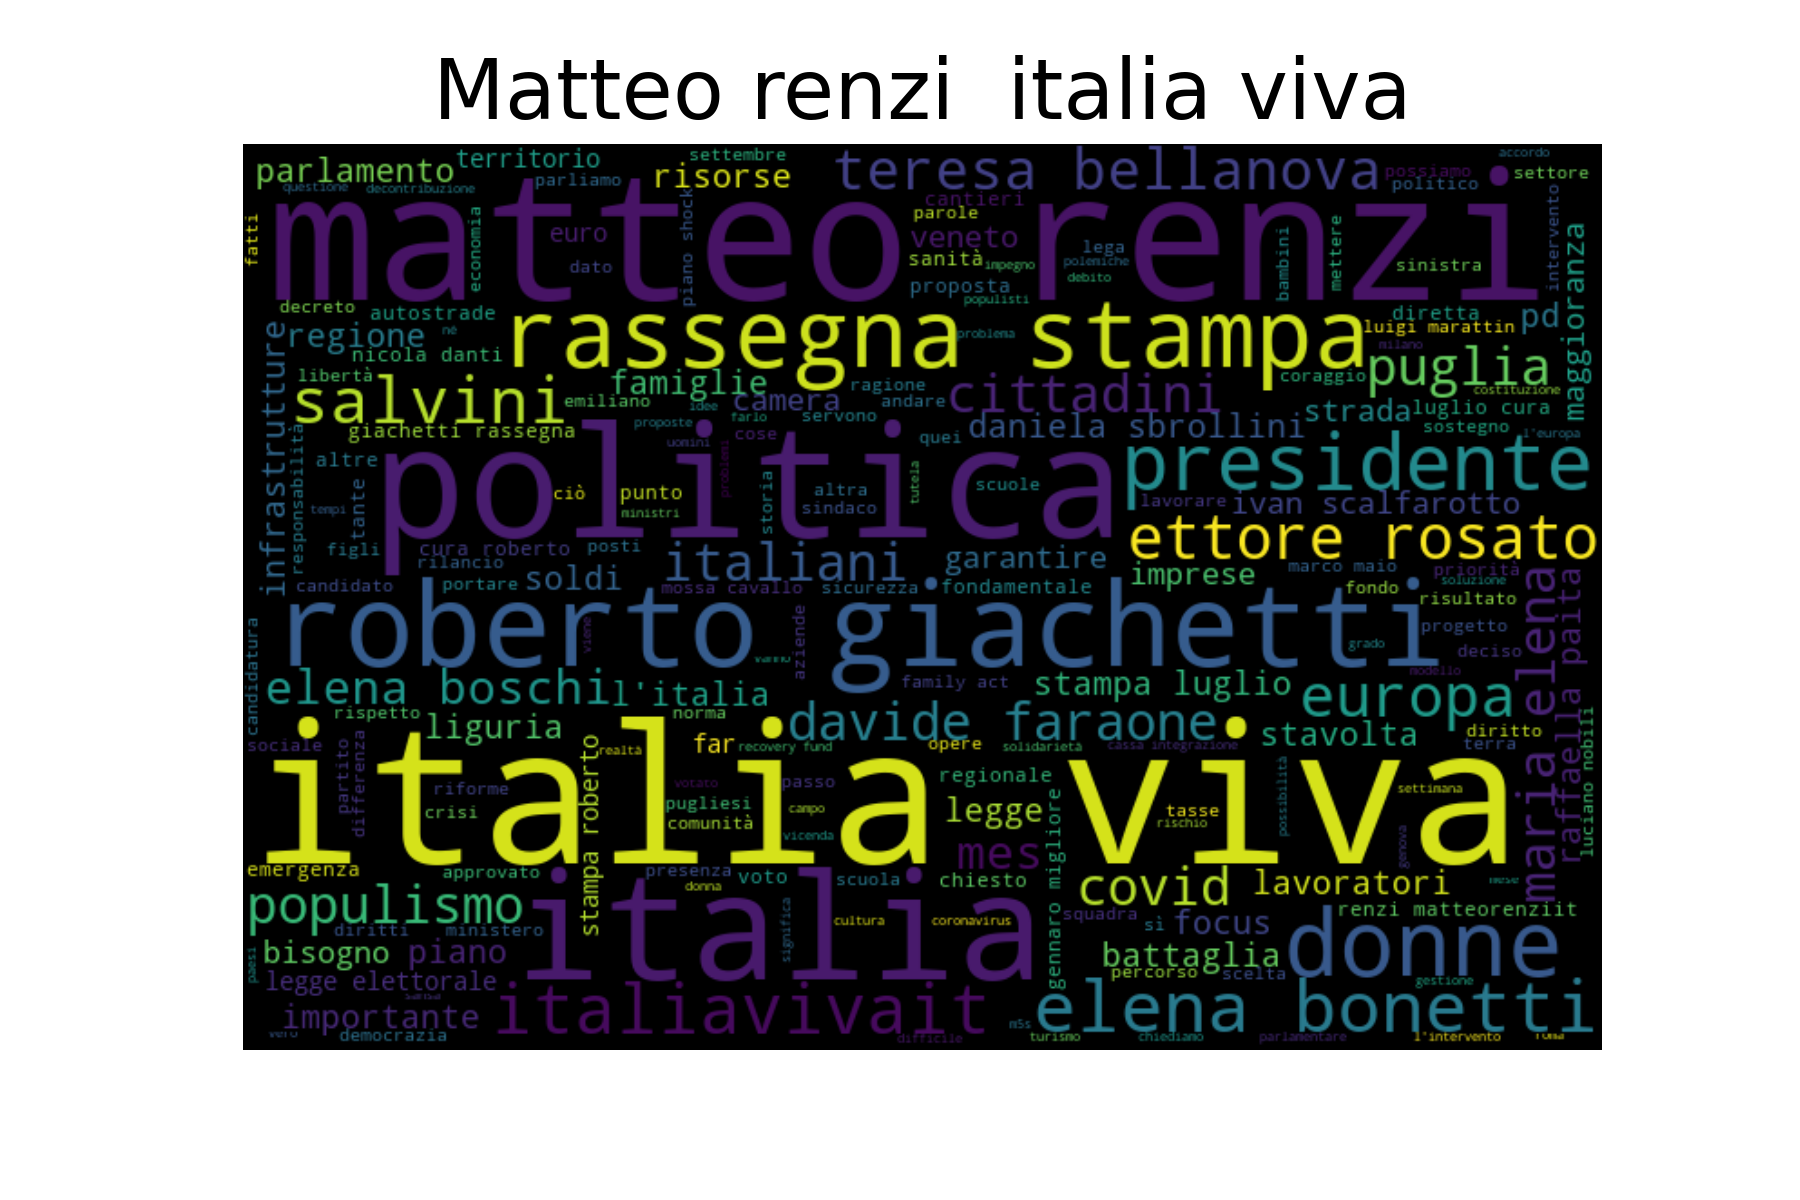 Matteo renzi  italia viva
parlamento territorio settembre teresa bellanova accordo
questione decontribuzione parliamo risorse possiamo politico settore
matteo renzi
fatti economia euro dato piano shock cantieri parole veneto sanità impegno
lega polemiche debito bambini mettere sinistra intervento maggioranza
decreto autostrade proposta populisti diretta pd
regione né nicola danti rassegna stampa problema luigi marattin milano puglia
infrastrutture libertà salvini famiglie ragione cittadini coraggio costituzione
emiliano idee camera andare strada luglio cura
giachetti rassegna proposte farlo servono quei daniela sbrollini sostegno l'europa
responsabilità altre uomini cose politica presidente
tempi tante ciò punto ministri problemi storia altra sindaco tutela scuole
lavorare ivan scalfarotto
ettore rosato
figli cura roberto rilancio posti italiani garantire imprese marco maio priorità
candidato portare soldi mossa cavallo sicurezza fondamentale fondo soluzione risultato
roberto giachetti
candidatura viene vanno aziende grado progetto deciso modello
elena boschi l'italia family act stampa luglio europa maria elena raffaella paita
rispetto liguria norma davide faraone stavolta diritto terra
sociale partito differenza stampa roberto realtà far recovery fund opere solidarietà cassa integrazione
italia viva
riforme crisi votato passo pugliesi comunità campo vicenda regionale legge
tasse rischio possibilità settimana genova luciano nobili
emergenza approvato presenza donna voto scuola chiesto mes gennaro migliore covid lavoratori mese
populismo italia cultura coronavirus significa squadra sì focus renzi matteorenziit
diritti ministero battaglia donne
paesi bisogno piano percorso scelta
legge elettorale gestione
importante italiavivait m5s elena bonetti
vero democrazia difficile turismo chiediamo parlamentare l'intervento roma